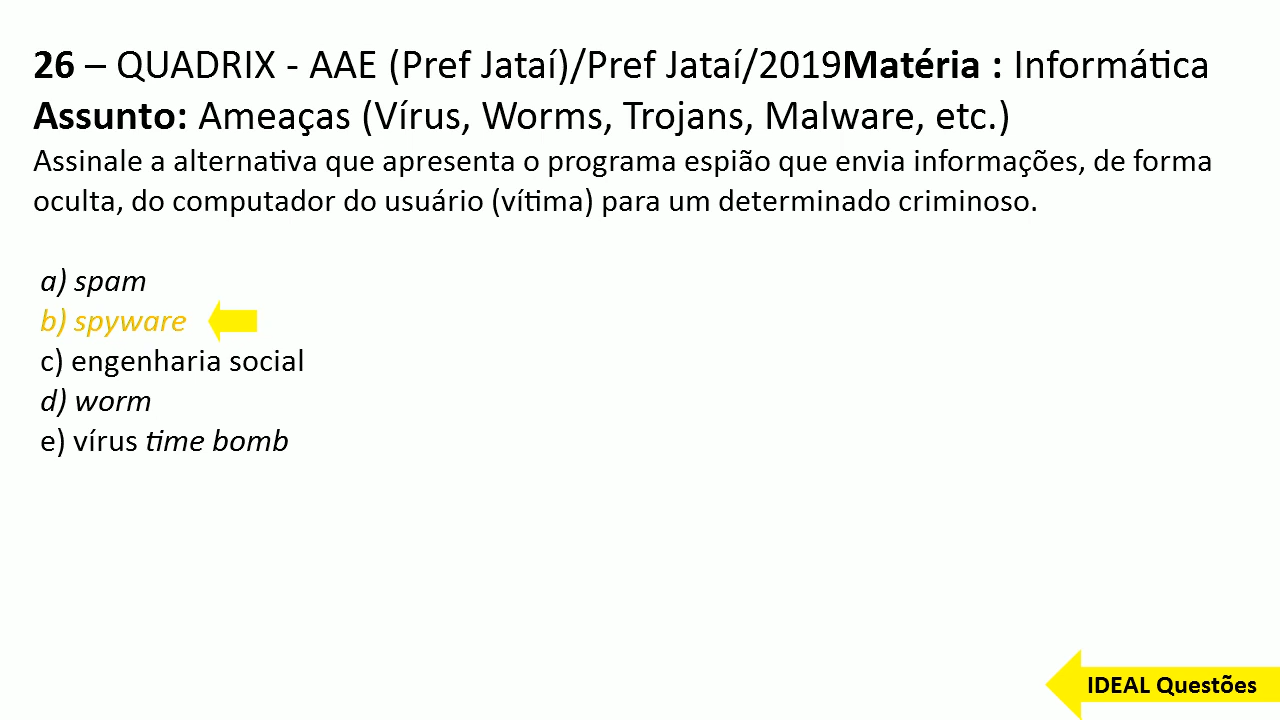 26 – QUADRIX - AAE (Pref Jataí)/Pref Jataí/2019Matéria : Informática
Assunto: Ameaças (Vírus, Worms, Trojans, Malware, etc.)
Assinale a alternativa que apresenta o programa espião que envia informações, de forma
oculta, do computador do usuário (vítima) para um determinado criminoso.
a) spam
b) spyware
c) engenharia social
d) worm
e) vírus time bomb
IDEAL Questões